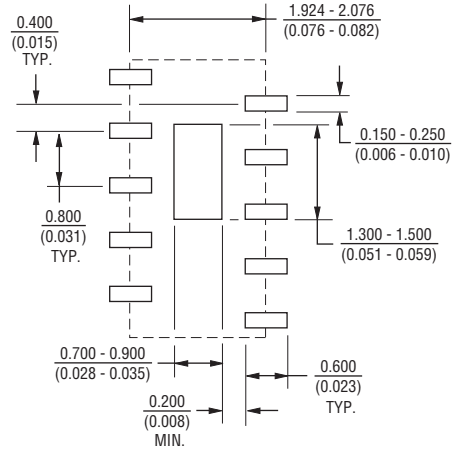 0.400
(0.015)
TYP.
1.924 - 2.076
(0.076 - 0.082)
0.150 - 0.250
(0.006 - 0.010)
0.800
(0.031)
TYP.
1.300 - 1.500
(0.051 - 0.059)
0.700 - 0.900
(0.028 - 0.035)
0.600
(0.023)
TYP.
0.200
(0.008)
MIN.